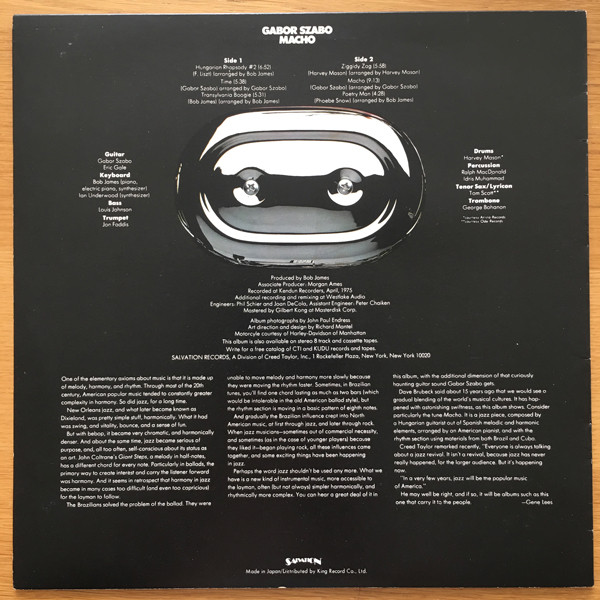 GABOR SZABO
MACHO
Side 1
Hungarian Rhapsody #2 (6:52)
(F. Liszt) (arranged by Bob James)
Time (5:38)
(Gabor Szabo) (arranged by Gabor Szabo)
Transylvania Boogie (5:31)
(Bob James) (arranged by Bob James)
Side 2
Ziggidy Zag (5:58)
(Harvey Mason) (arranged by Harvey Mason)
Macho (9:13)
(Gabor Szabo) (arranged by Gabor Szabo)
Poetry Man (4:28)
(Phoebe Snow) (arranged by Bob James)
Guitar
Gabor Szabo
Eric Gale
Keyboard
Bob James (piano,
electric piano, synthesizer)
Ian Underwood (synthesizer)
Bass
Louis Johnson
Trumpet
Jon Faddis
Drums
Harvey Mason*
Percussion
Ralph MacDonald
Idris Muhammad
Tenor Sax/Lyricon
Tom Scott**
Trombone
George Bohanon
*courtesy Arista Records
**courtesy Ode Records
Produced by Bob James
Associate Producer: Morgan Ames
Recorded at Kendun Recorders, April, 1975
Additional recording and remixing at Westlake Audio
Engineers: Phil Schier and Joan DeCola, Assistant Engineer: Peter Chaiken
Mastered by Gilbert Kong at Masterdisk Corp.
Album photographs by John Paul Endress
Art direction and design by Richard Mantel
Motorcyle courtesy of Harley-Davidson of Manhattan
This album is also available on stereo 8 track and cassette tapes.
Write for a free catalog of CTI and KUDU records and tapes.
SALVATION RECORDS, A Division of Creed Taylor, Inc., 1 Rockefeller Plaza, New York, New York 10020
One of the elementary axioms about music is that it is made up
of melody, harmony, and rhythm. Through most of the 20th
century, American popular music tended to constantly greater
complexity in harmony. So did jazz, for a long time.
New Orleans jazz, and what later became known as
Dixieland, was pretty simple stuff, harmonically. What it had
was swing, and vitality, bounce, and a sense of fun.
But with bebop, it became very chromatic, and harmonically
denser. And about the same time, jazz became serious of
purpose, and, all too often, self-conscious about its status as
an art. John Coltrane's Giant Steps, a melody in half-notes,
has a different chord for every note. Particularly in ballads, the
primary way to create interest and carry the listener forward
was harmony. And it seems in retrospect that harmony in jazz
became in many cases too difficult (and even too capricious)
for the layman to follow.
The Brazilians solved the problem of the ballad. They were
unable to move melody and harmony more slowly because
they were moving the rhythm faster. Sometimes, in Brazilian
tunes, you'll find one chord lasting as much as two bars (which
would be intolerable in the old American ballad style), but
the rhythm section is moving in a basic pattern of eighth notes.
And gradually the Brazilian influence crept into North
American music, at first through jazz, and later through rock.
When jazz musicians—sometimes out of commercial necessity,
and sometimes (as in the case of younger players) because
they liked it—began playing rock, all these influences came
together, and some exciting things have been happening
in jazz.
Perhaps the word jazz shouldn't be used any more. What we
have is a new kind of instrumental music, more accessible to
the layman, often (but not always) simpler harmonically, and
rhythmically more complex. You can hear a great deal of it in
this album, with the additional dimension of that curiously
haunting guitar sound Gabor Szabo gets.
Dave Brubeck said about 15 years ago that we would see a
gradual blending of the world's musical cultures. It has hap-
pened with astonishing swiftness, as this album shows. Consider
particularly the tune Macho. It is a jazz piece, composed by
a Hungarian guitarist out of Spanish melodic and harmonic
elements, arranged by an American pianist, and with the
rhythm section using materials from both Brazil and Cuba.
Creed Taylor remarked recently, "Everyone is always talking
about a jazz revival. It isn't a revival, because jazz has never
really happened, for the larger audience. But it's happening
now.
"In a very few years, jazz will be the popular music
of America."
He may well be right, and if so, it will be albums such as this
one that carry it to the people. —Gene Lees
SALVATION
Made in Japan/Distributed by King Record Co., Ltd.